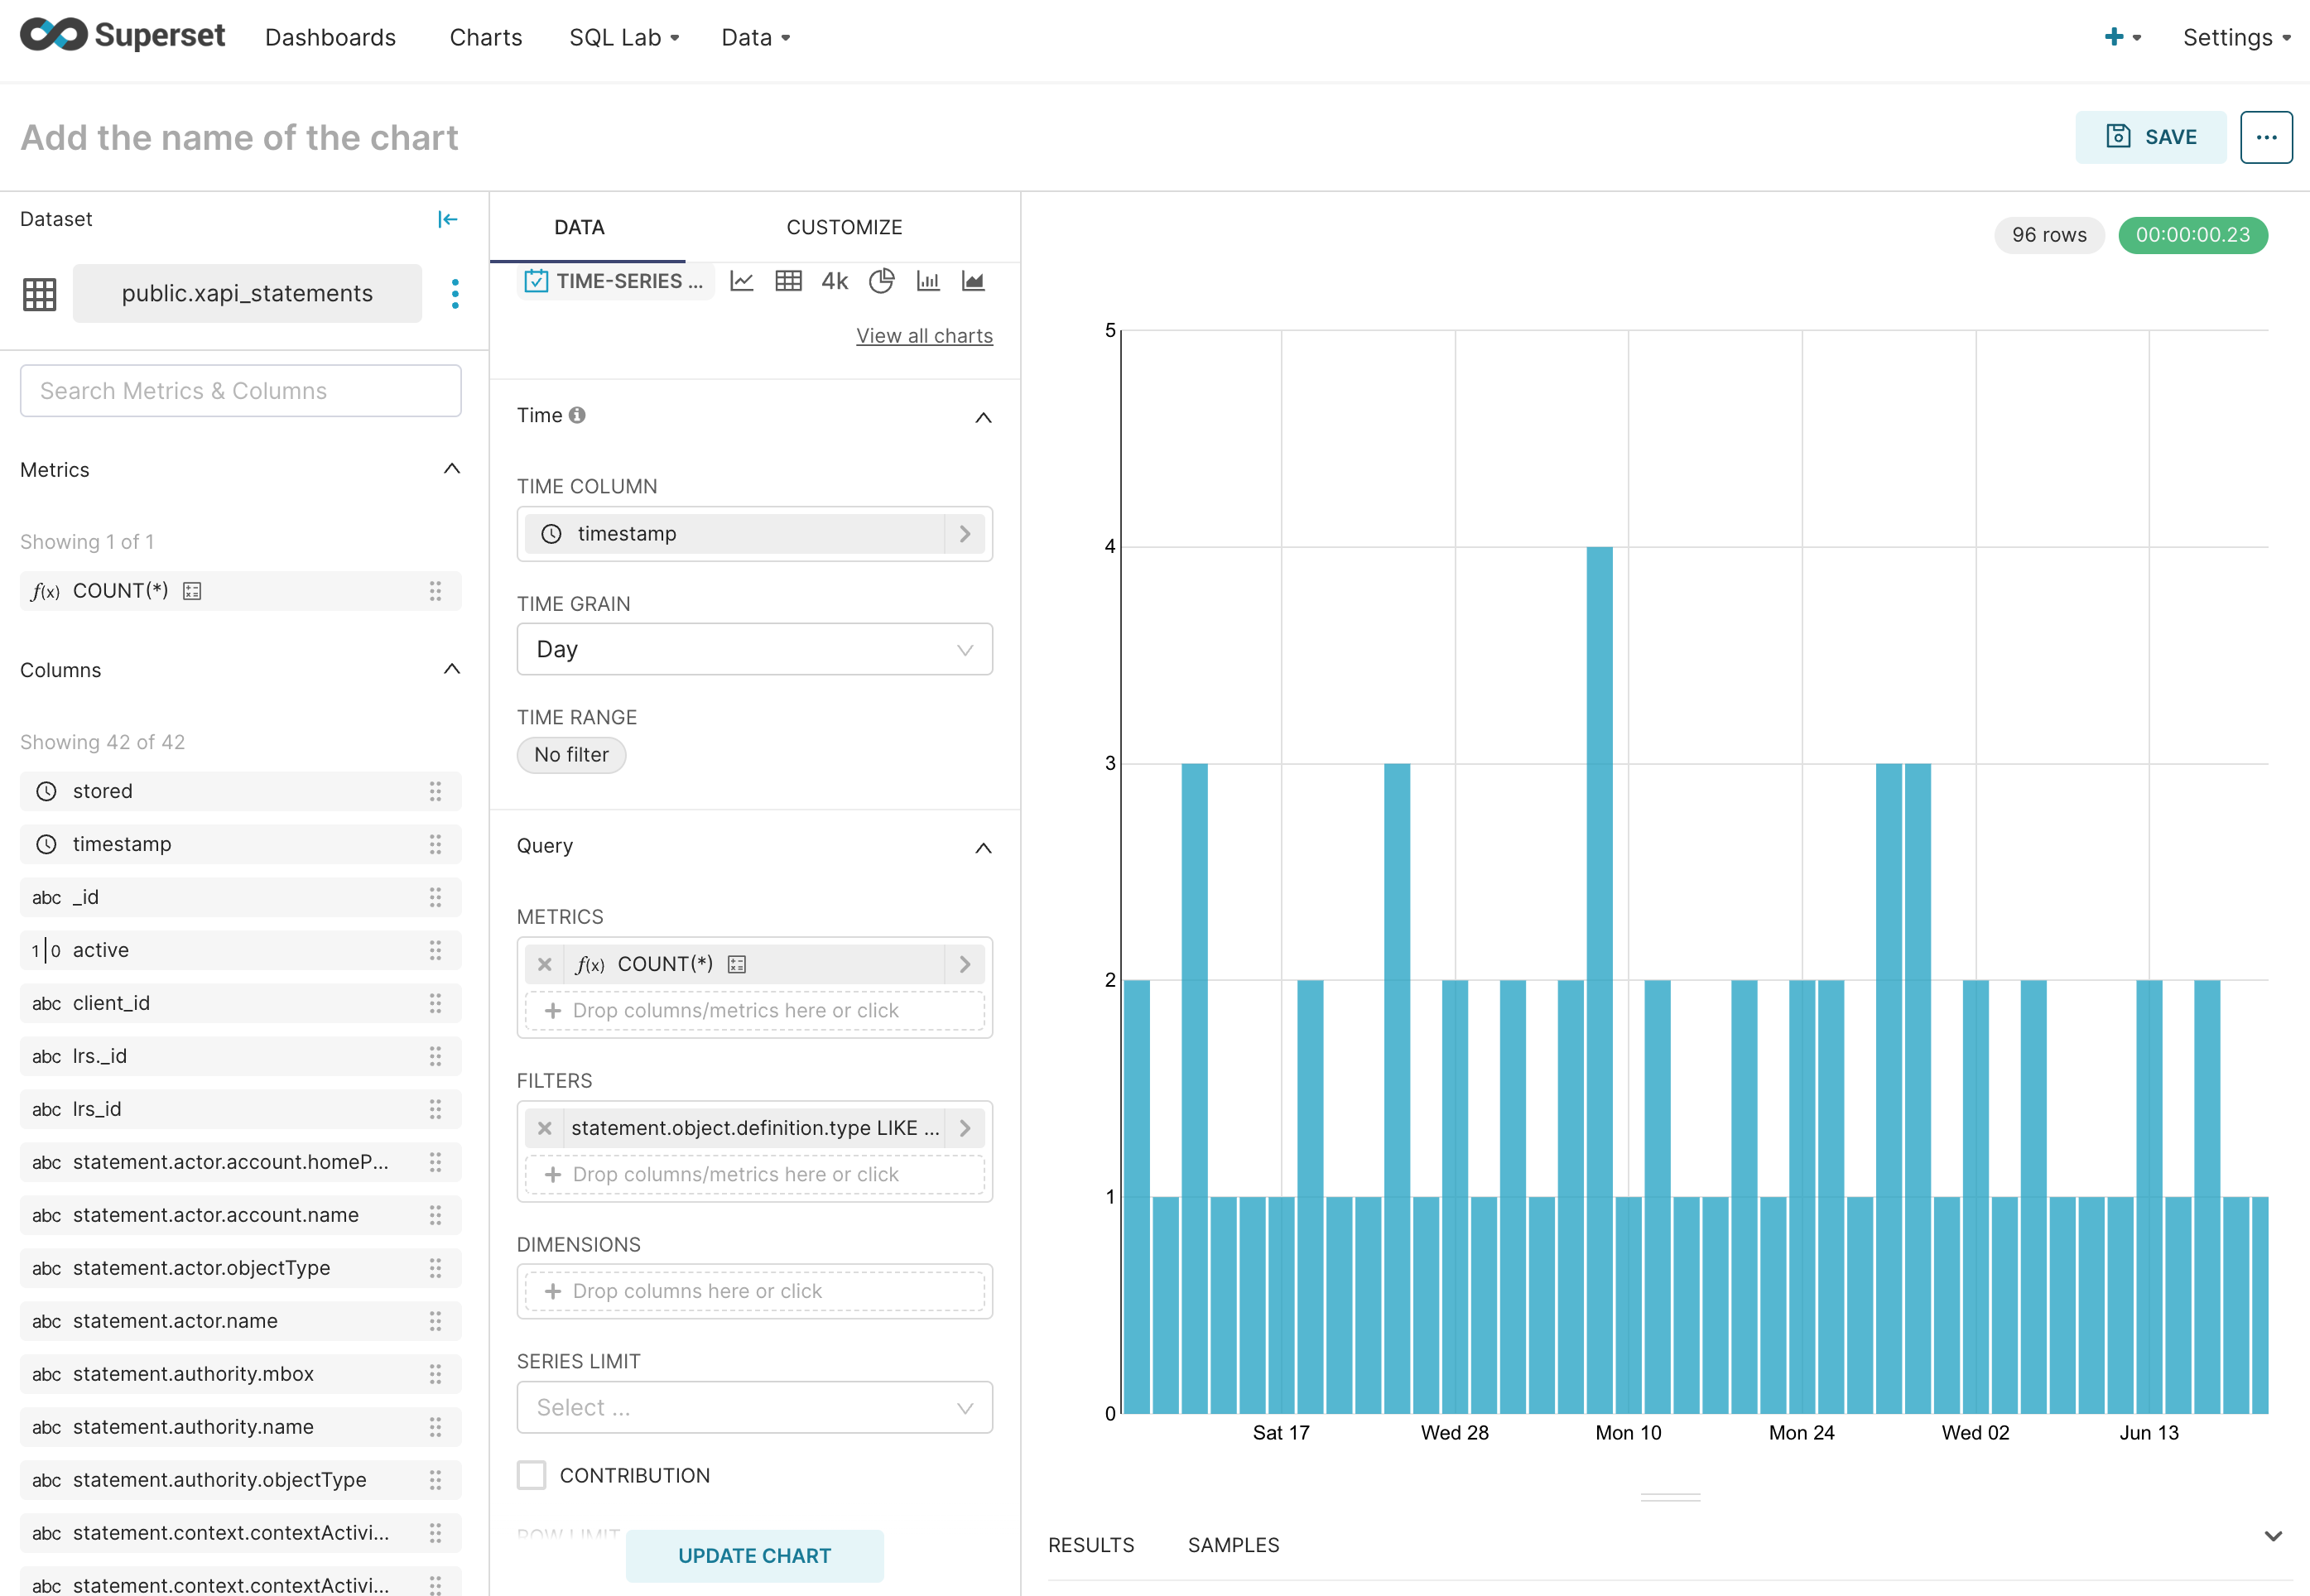 Superset
Dashboards
Charts
SQL Lab
Data
Settings
Add the name of the chart
SAVE
Dataset
public.xapi_statements
Search Metrics & Columns
Metrics
Showing 1 of 1
f(x) COUNT(*)
Columns
Showing 42 of 42
stored
timestamp
abc _id
1|0 active
abc client_id
abc lrs._id
abc lrs_id
abc statement.actor.account.homeP...
abc statement.actor.account.name
abc statement.actor.objectType
abc statement.actor.name
abc statement.authority.mbox
abc statement.authority.name
abc statement.authority.objectType
abc statement.context.contextActivi...
abc statement.context.contextActivi...
DATA
CUSTOMIZE
TIME-SERIES ...
4k
View all charts
Time
TIME COLUMN
timestamp
TIME GRAIN
Day
TIME RANGE
No filter
Query
METRICS
f(x) COUNT(*)
Drop columns/metrics here or click
FILTERS
statement.object.definition.type LIKE ...
Drop columns/metrics here or click
DIMENSIONS
Drop columns here or click
SERIES LIMIT
Select ...
CONTRIBUTION
ROW LIMIT
UPDATE CHART
96 rows
00:00:00.23
5
4
3
2
1
0
Sat 17
Wed 28
Mon 10
Mon 24
Wed 02
Jun 13
RESULTS
SAMPLES